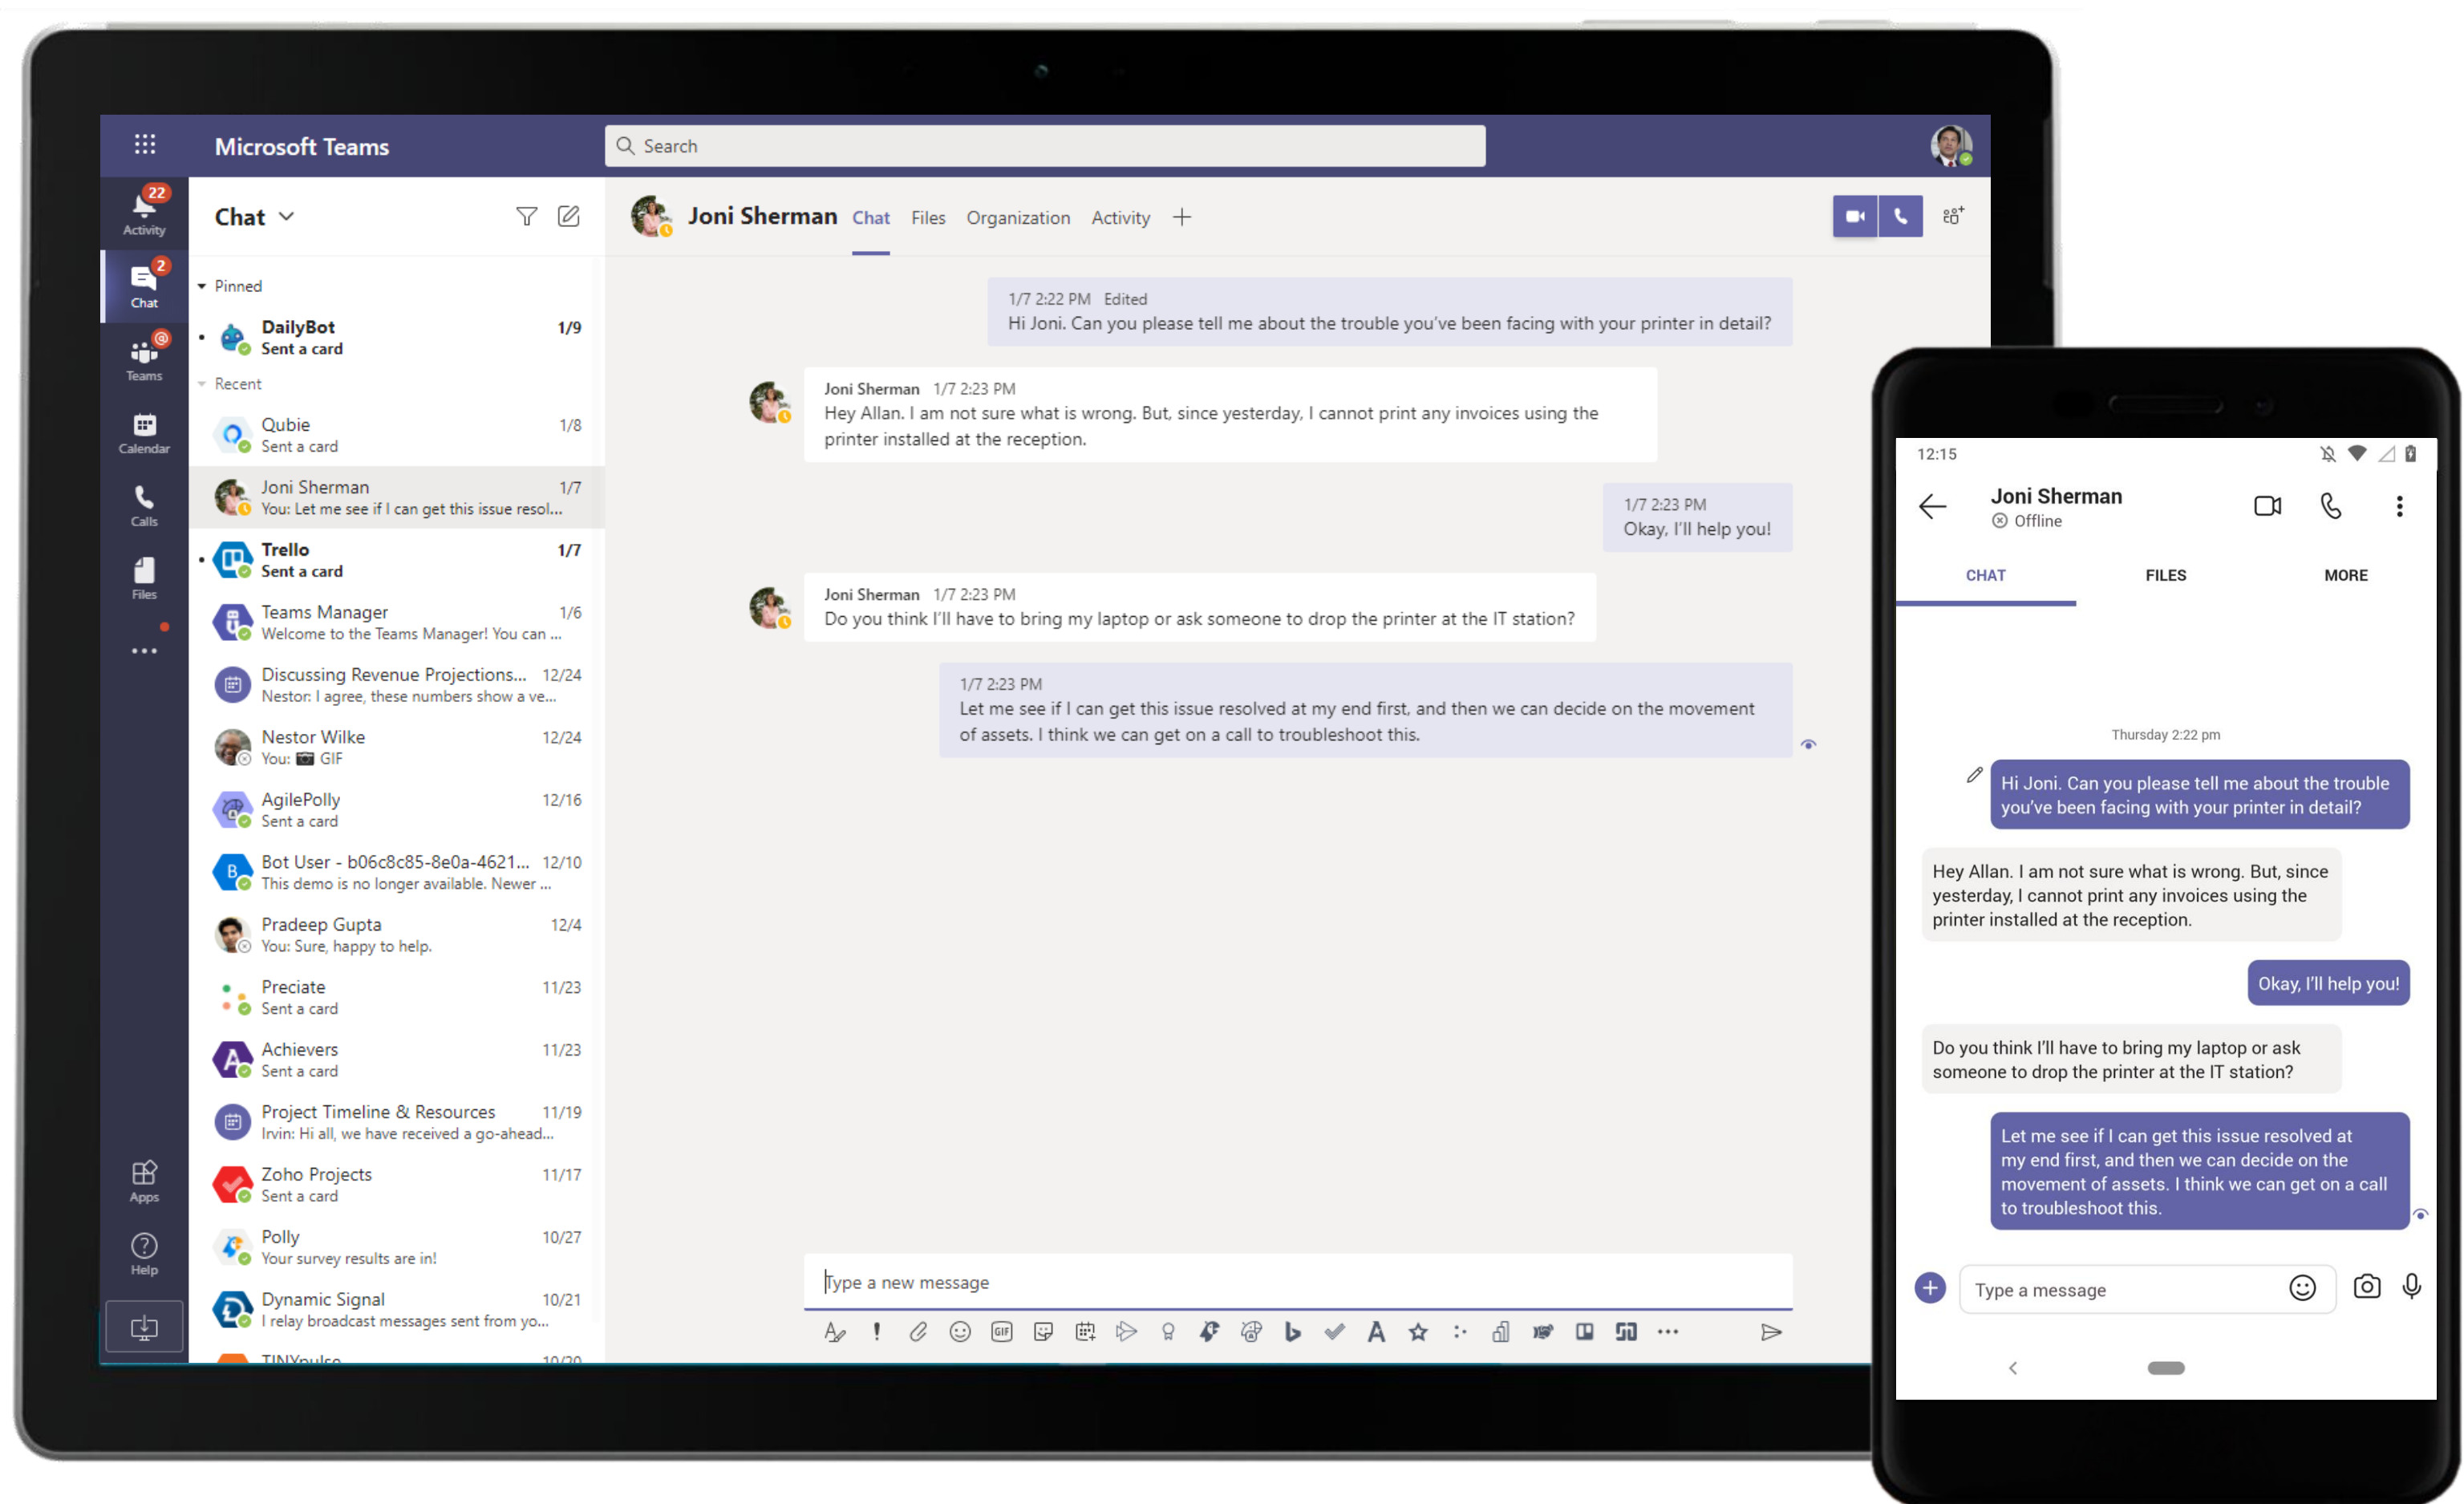 Microsoft Teams
Search
22
Activity
2
Chat
@
Teams
Calendar
Calls
Files
Apps
Help
Chat
Pinned
DailyBot 1/9
Sent a card
Recent
Qubie 1/8
Sent a card
Joni Sherman 1/7
You: Let me see if I can get this issue resol...
Trello 1/7
Sent a card
Teams Manager 1/6
Welcome to the Teams Manager! You can ...
Discussing Revenue Projections... 12/24
Nestor: I agree, these numbers show a ve...
Nestor Wilke 12/24
You: GIF
AgilePolly 12/16
Sent a card
B
Bot User - b06c8c85-8e0a-4621... 12/10
This demo is no longer available. Newer ...
Pradeep Gupta 12/4
You: Sure, happy to help.
Preciate 11/23
Sent a card
Achievers 11/23
Sent a card
Project Timeline & Resources 11/19
Irvin: Hi all, we have received a go-ahead...
Zoho Projects 11/17
Sent a card
Polly 10/27
Your survey results are in!
Dynamic Signal 10/21
I relay broadcast messages sent from yo...
TINYpulse 10/20
Joni Sherman Chat Files Organization Activity
1/7 2:22 PM Edited
Hi Joni. Can you please tell me about the trouble you've been facing with your printer in detail?
Joni Sherman 1/7 2:23 PM
Hey Allan. I am not sure what is wrong. But, since yesterday, I cannot print any invoices using the
printer installed at the reception.
1/7 2:23 PM
Okay, I'll help you!
Joni Sherman 1/7 2:23 PM
Do you think I'll have to bring my laptop or ask someone to drop the printer at the IT station?
1/7 2:23 PM
Let me see if I can get this issue resolved at my end first, and then we can decide on the movement
of assets. I think we can get on a call to troubleshoot this.
Type a new message
GIF
12:15
Joni Sherman
Offline
CHAT FILES MORE
Thursday 2:22 pm
Hi Joni. Can you please tell me about the trouble
you've been facing with your printer in detail?
Hey Allan. I am not sure what is wrong. But, since
yesterday, I cannot print any invoices using the
printer installed at the reception.
Okay, I'll help you!
Do you think I'll have to bring my laptop or ask
someone to drop the printer at the IT station?
Let me see if I can get this issue resolved at
my end first, and then we can decide on the
movement of assets. I think we can get on a call
to troubleshoot this.
Type a message